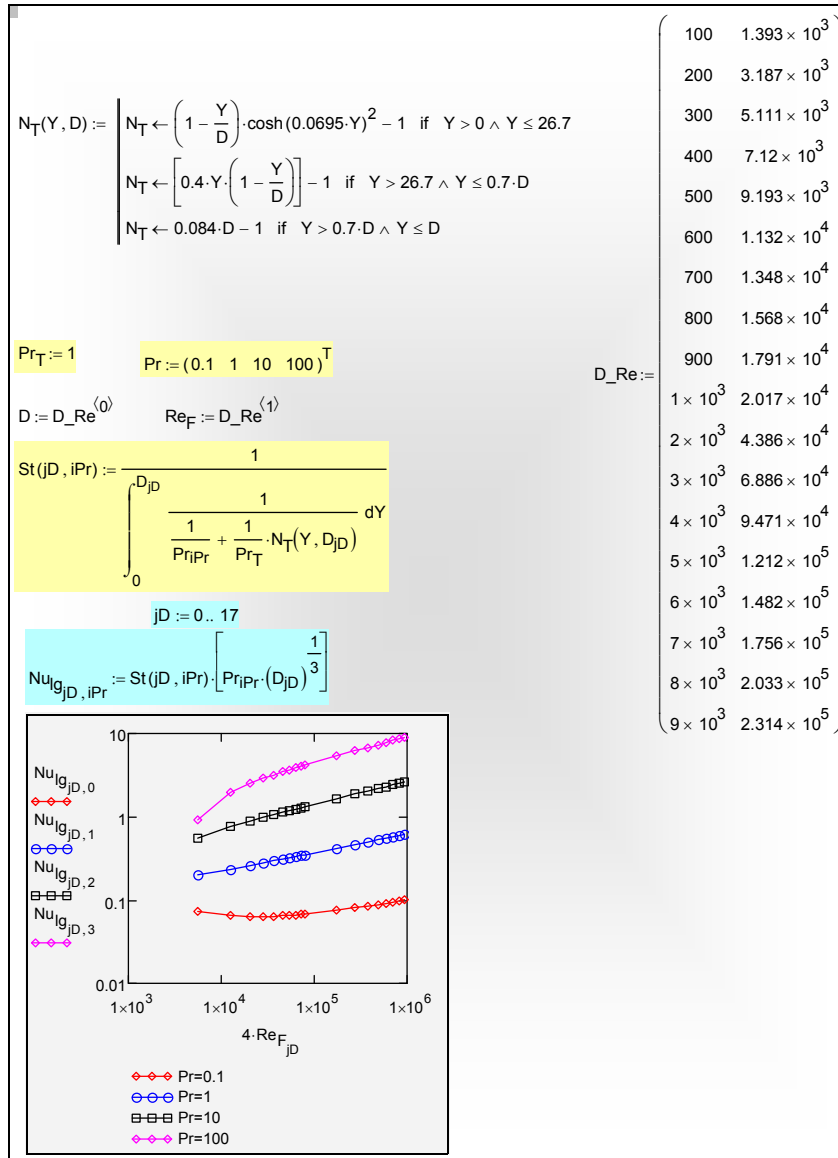 N_T(Y, D) := | N_T ← (1 − Y/D)·cosh(0.0695·Y)^2 − 1 if Y > 0 ∧ Y ≤ 26.7
N_T ← [0.4·Y·(1 − Y/D)] − 1 if Y > 26.7 ∧ Y ≤ 0.7·D
N_T ← 0.084·D − 1 if Y > 0.7·D ∧ Y ≤ D
Pr_T := 1 Pr := (0.1 1 10 100)^T
D := D_Re^⟨0⟩ Re_F := D_Re^⟨1⟩
St(jD, iPr) := 1 / ∫_0^D_jD 1 / (1/Pr_iPr + 1/Pr_T · N_T(Y, D_jD)) dY
jD := 0 .. 17
Nu_lg_jD, iPr := St(jD, iPr)·[Pr_iPr·(D_jD)^(1/3)]
D_Re :=
100 1.393 × 10^3
200 3.187 × 10^3
300 5.111 × 10^3
400 7.12 × 10^3
500 9.193 × 10^3
600 1.132 × 10^4
700 1.348 × 10^4
800 1.568 × 10^4
900 1.791 × 10^4
1 × 10^3 2.017 × 10^4
2 × 10^3 4.386 × 10^4
3 × 10^3 6.886 × 10^4
4 × 10^3 9.471 × 10^4
5 × 10^3 1.212 × 10^5
6 × 10^3 1.482 × 10^5
7 × 10^3 1.756 × 10^5
8 × 10^3 2.033 × 10^5
9 × 10^3 2.314 × 10^5
Nu_lg_jD, 0
Nu_lg_jD, 1
Nu_lg_jD, 2
Nu_lg_jD, 3
10
1
0.1
0.01
1×10^3 1×10^4 1×10^5 1×10^6
4·Re_F_jD
Pr=0.1
Pr=1
Pr=10
Pr=100